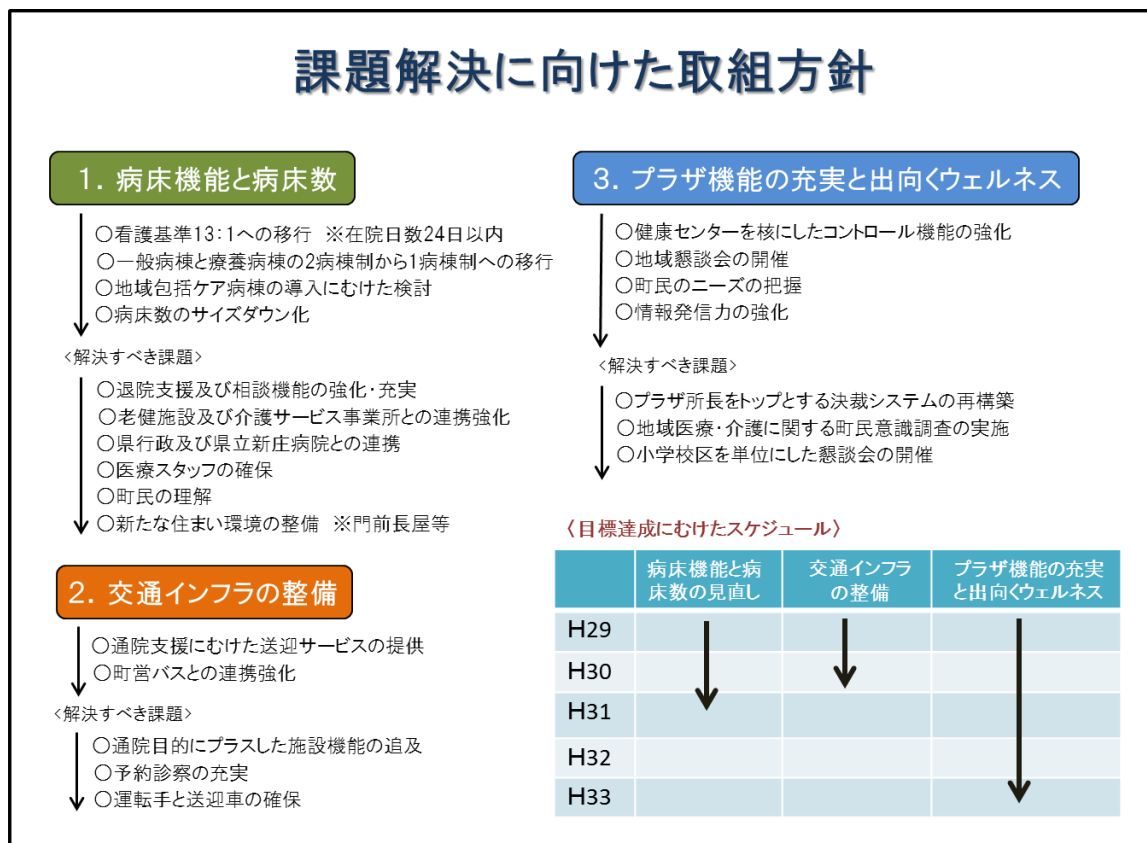 課題解決に向けた取組方針
1．病床機能と病床数
○看護基準13：1への移行 ※在院日数24日以内
○一般病棟と療養病棟の2病棟制から1病棟制への移行
○地域包括ケア病棟の導入にむけた検討
○病床数のサイズダウン化
<解決すべき課題>
○退院支援及び相談機能の強化・充実
○老健施設及び介護サービス事業所との連携強化
○県行政及び県立新庄病院との連携
○医療スタッフの確保
○町民の理解
○新たな住まい環境の整備 ※門前長屋等
2．交通インフラの整備
○通院支援にむけた送迎サービスの提供
○町営バスとの連携強化
<解決すべき課題>
○通院目的にプラスした施設機能の追及
○予約診察の充実
○運転手と送迎車の確保
3．プラザ機能の充実と出向くウェルネス
○健康センターを核にしたコントロール機能の強化
○地域懇談会の開催
○町民のニーズの把握
○情報発信力の強化
<解決すべき課題>
○プラザ所長をトップとする決裁システムの再構築
○地域医療・介護に関する町民意識調査の実施
○小学校区を単位にした懇談会の開催
〈目標達成にむけたスケジュール〉
病床機能と病
床数の見直し
交通インフラ
の整備
プラザ機能の充実
と出向くウェルネス
H29
H30
H31
H32
H33